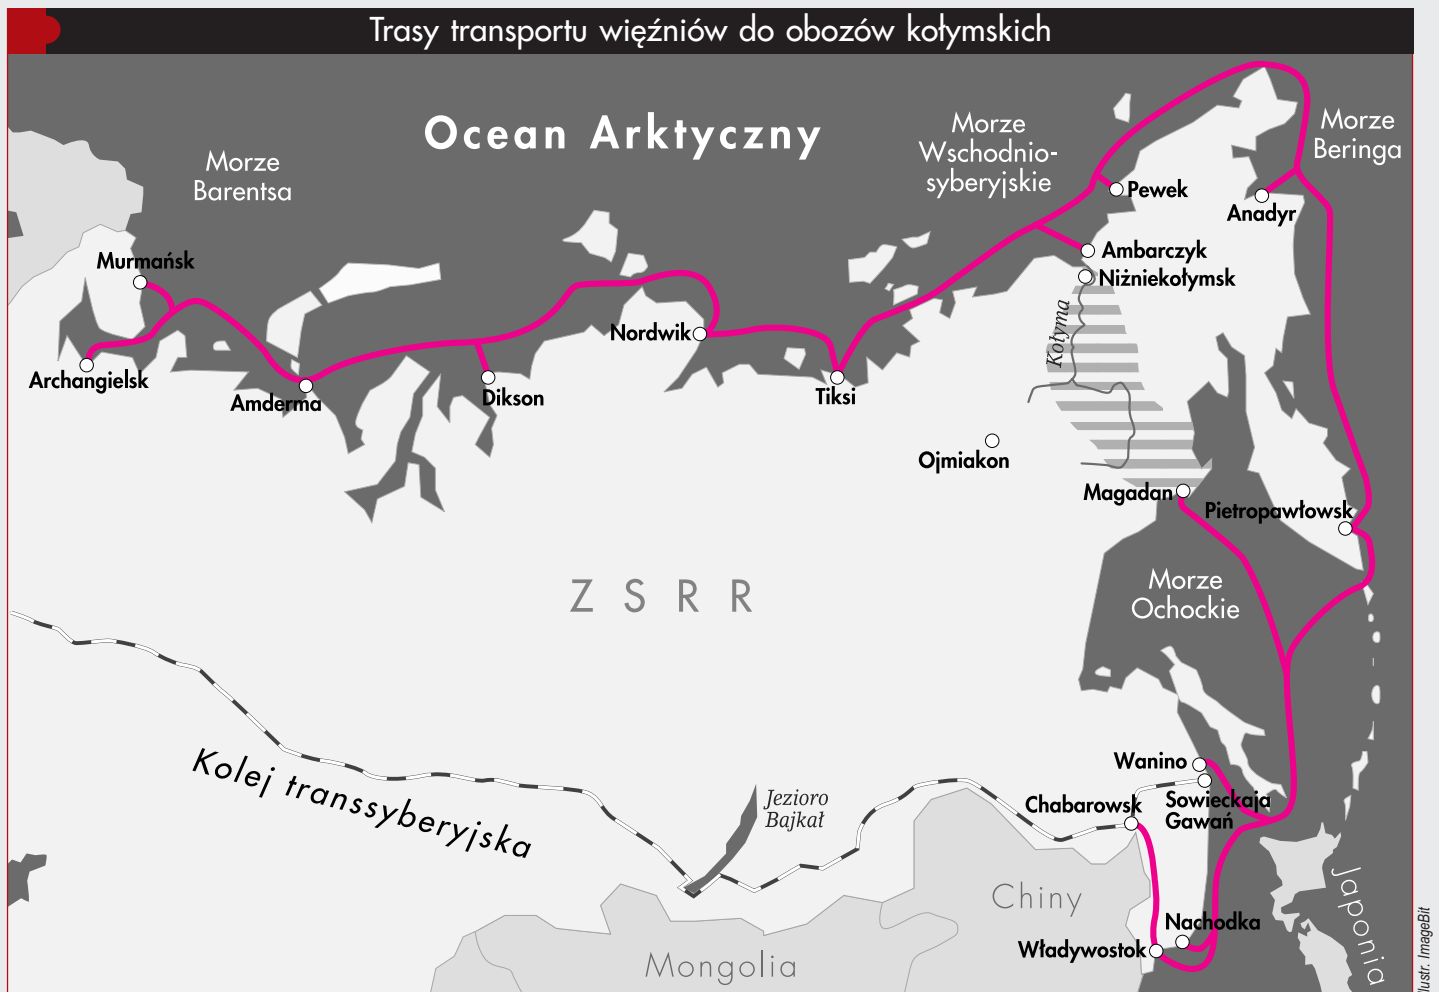 Trasy transportu więźniów do obozów kołymskich
Ocean Arktyczny
Morze
Barentsa
Morze
Wschodnio-
syberyjskie
Morze
Beringa
Pewek
Anadyr
Murmańsk
Ambarczyk
Niżniekołymsk
Kołyma
Nordwik
Archangielsk
Amderma
Dikson
Tiksi
Ojmiakon
Magadan
Pietropawłowsk
Z S R R
Morze
Ochockie
Kolej transsyberyjska
Jezioro
Bajkał
Wanino
Chabarowsk
Sowieckaja
Gawań
Chiny
Japonia
Nachodka
Władywostok
Mongolia
Ilustr. ImageBit